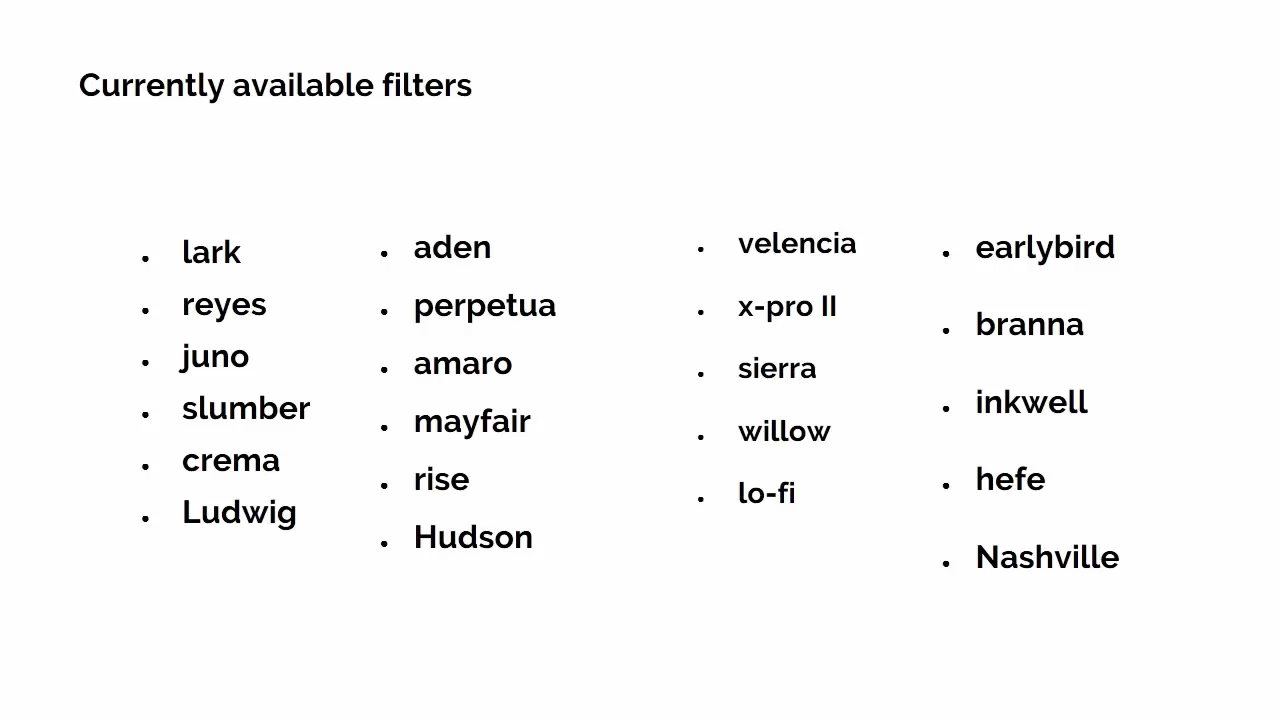 Currently available filters
lark
reyes
juno
slumber
crema
Ludwig
aden
perpetua
amaro
mayfair
rise
Hudson
velencia
x-pro II
sierra
willow
lo-fi
earlybird
branna
inkwell
hefe
Nashville